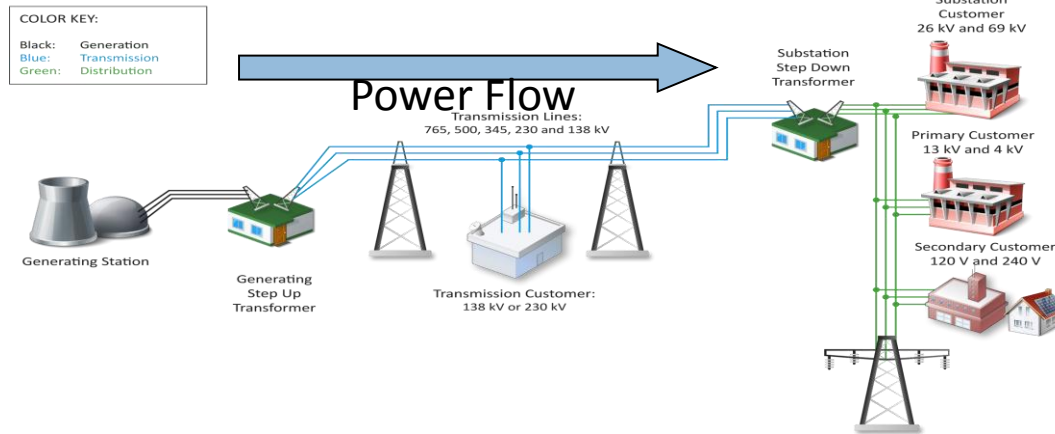 COLOR KEY:
Black: Generation
Blue: Transmission
Green: Distribution
Power Flow
Transmission Lines:
765, 500, 345, 230 and 138 kV
Generating Station
Generating
Step Up
Transformer
Transmission Customer:
138 kV or 230 kV
Substation
Step Down
Transformer
Substation
Customer
26 kV and 69 kV
Primary Customer
13 kV and 4 kV
Secondary Customer
120 V and 240 V